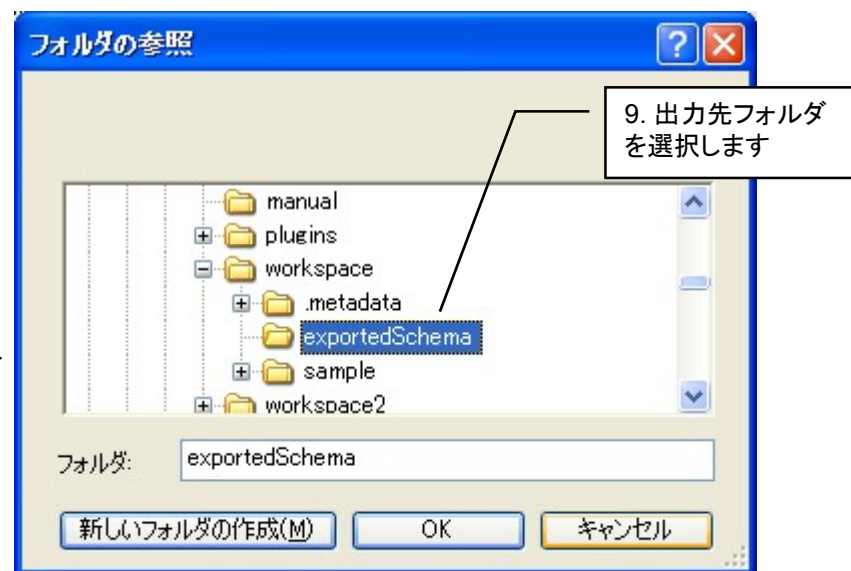 フォルダの参照
9. 出力先フォルダ
を選択します
manual
plugins
workspace
.metadata
exportedSchema
sample
workspace2
フォルダ: exportedSchema
新しいフォルダの作成(M) OK キャンセル